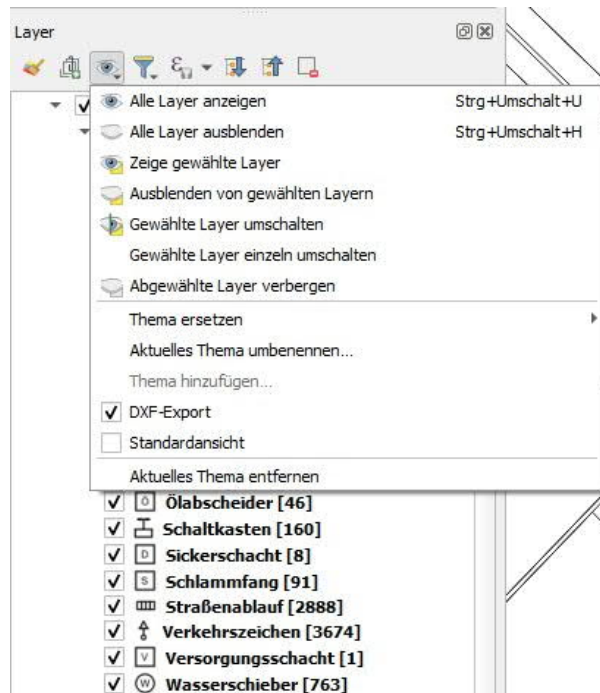 Layer
Alle Layer anzeigen Strg+Umschalt+U
Alle Layer ausblenden Strg+Umschalt+H
Zeige gewählte Layer
Ausblenden von gewählten Layern
Gewählte Layer umschalten
Gewählte Layer einzeln umschalten
Abgewählte Layer verbergen
Thema ersetzen
Aktuelles Thema umbenennen...
Thema hinzufügen...
DXF-Export
Standardansicht
Aktuelles Thema entfernen
Ö Ölabscheider [46]
Schaltkasten [160]
D Sickerschacht [8]
S Schlammfang [91]
Straßenablauf [2888]
Verkehrszeichen [3674]
V Versorgungsschacht [1]
W Wasserschieber [763]